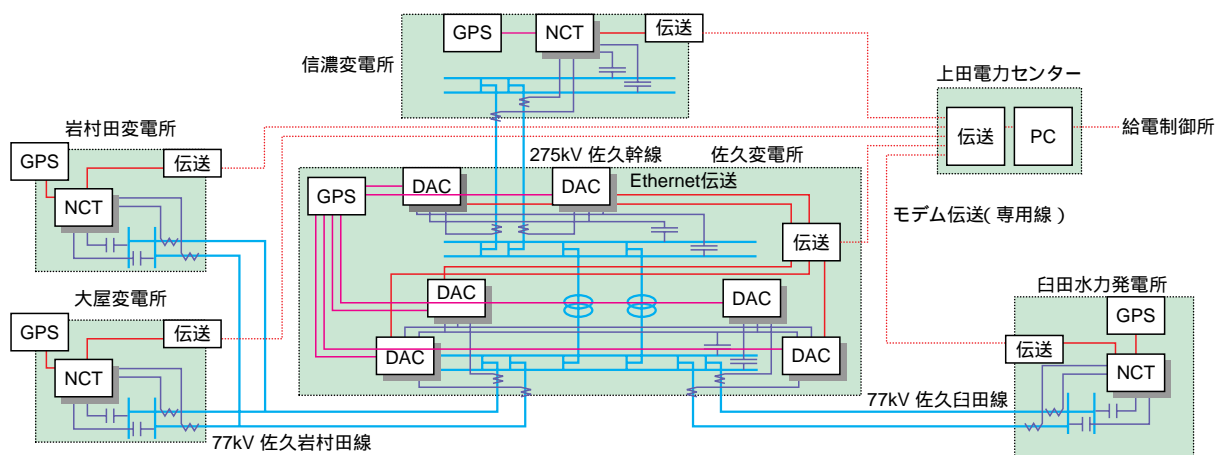 GPS
NCT
伝送
信濃変電所
上田電力センター
伝送
PC
給電制御所
岩村田変電所
GPS
伝送
NCT
275kV 佐久幹線
佐久変電所
GPS
DAC
DAC
Ethernet伝送
伝送
モデム伝送(専用線)
DAC
DAC
DAC
DAC
大屋変電所
GPS
伝送
NCT
77kV 佐久岩村田線
臼田水力発電所
GPS
伝送
NCT
77kV 佐久臼田線